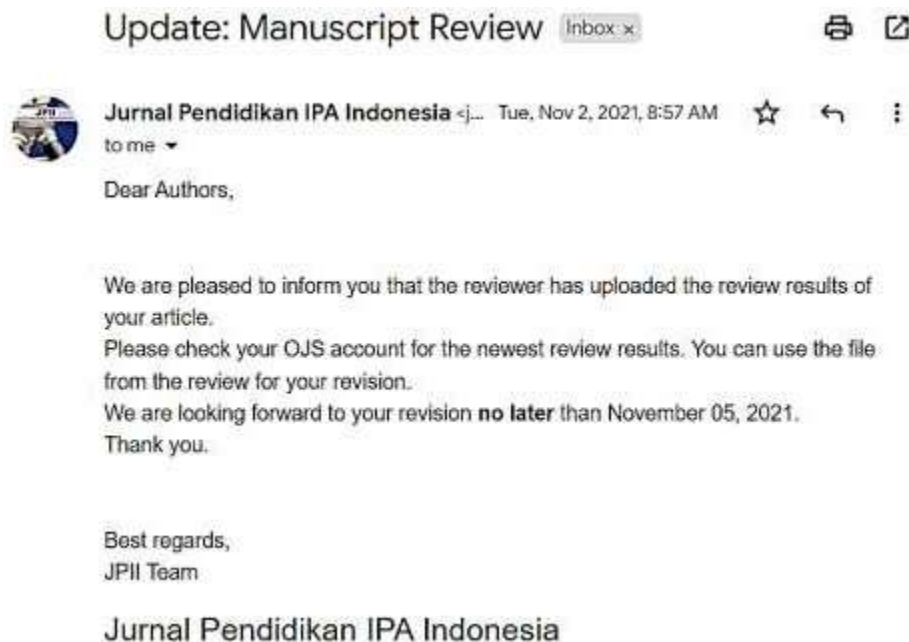 Update: Manuscript Review Inbox ×
Jurnal Pendidikan IPA Indonesia <j... Tue, Nov 2, 2021, 8:57 AM
to me
Dear Authors,
We are pleased to inform you that the reviewer has uploaded the review results of
your article.
Please check your OJS account for the newest review results. You can use the file
from the review for your revision.
We are looking forward to your revision no later than November 05, 2021.
Thank you.
Best regards,
JPII Team
Jurnal Pendidikan IPA Indonesia